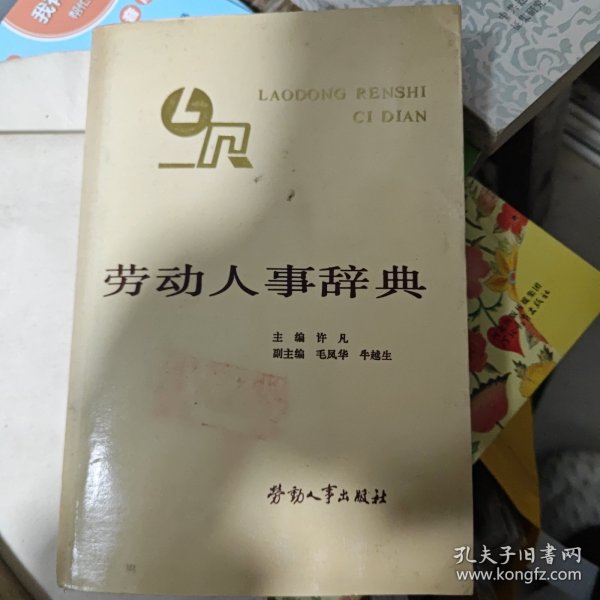 LAODONG RENSHI
CI DIAN
劳动人事辞典
主编 许凡
副主编 毛凤华 牛越生
劳动人事出版社
孔夫子旧书网
www.kongfz.com